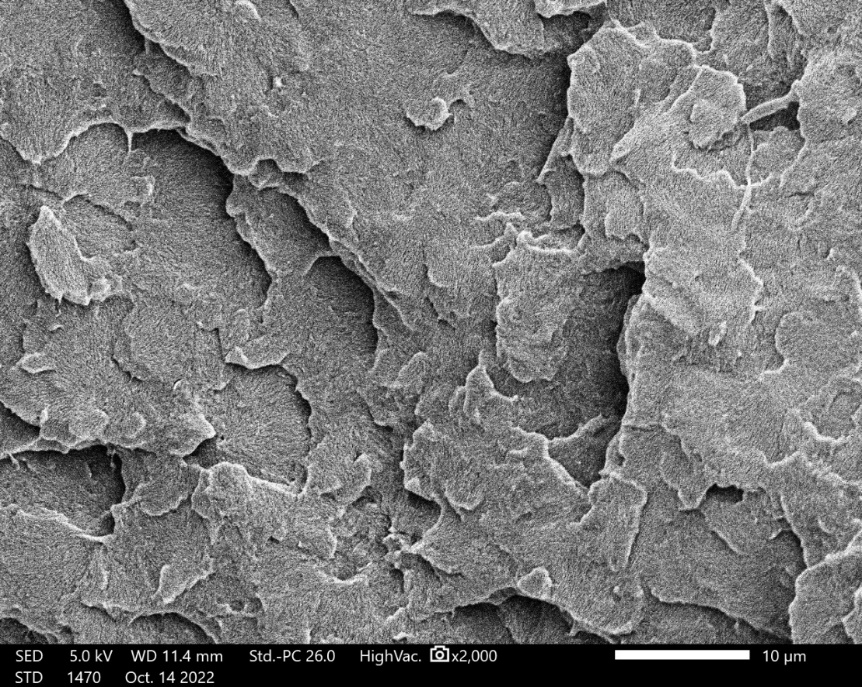 SED 5.0 kV WD 11.4 mm Std.-PC 26.0 HighVac. x2,000 10 μm
STD 1470 Oct. 14 2022